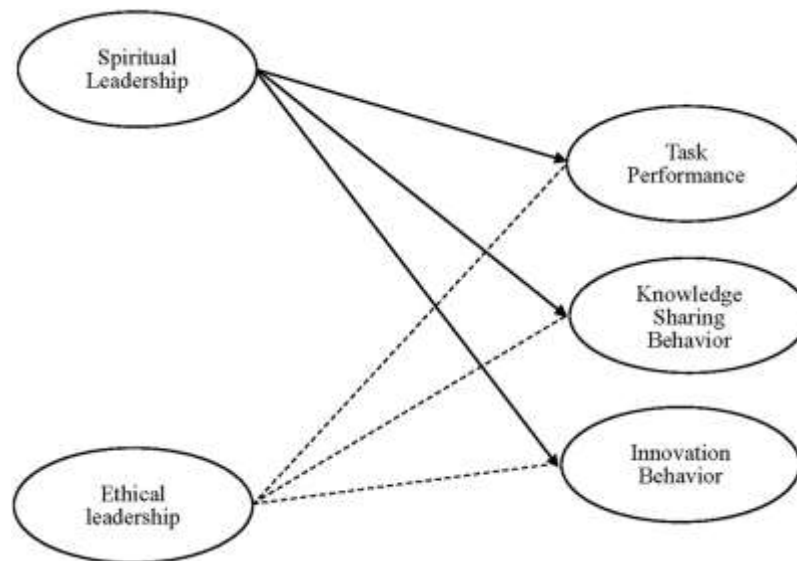 Spiritual
Leadership
Task
Performance
Knowledge
Sharing
Behavior
Innovation
Behavior
Ethical
leadership